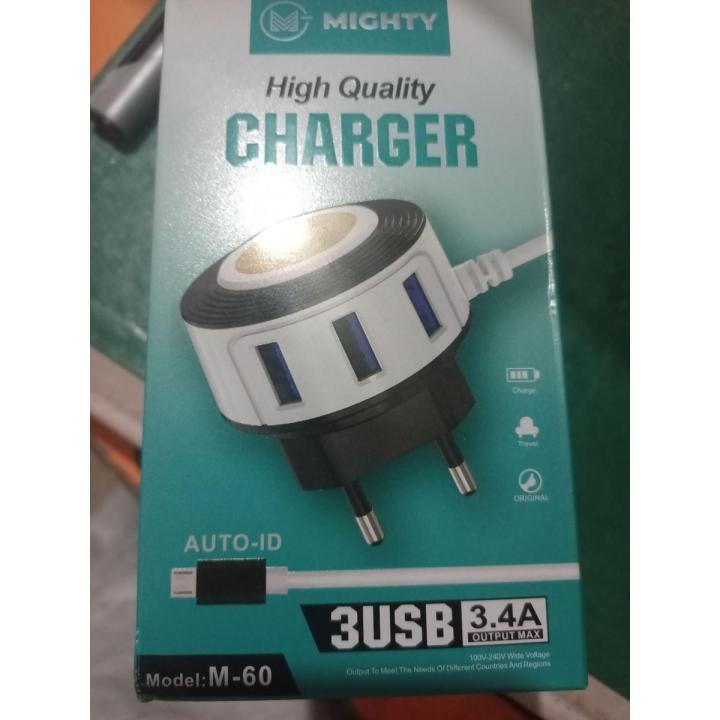 MIGHTY
High Quality
CHARGER
Charge
Travel
ORIGINAL
AUTO-ID
3USB 3.4A
OUTPUT MAX
100V-240V Wide Voltage
Output To Meet The Needs Of Different Countries And Regions
Model:M-60